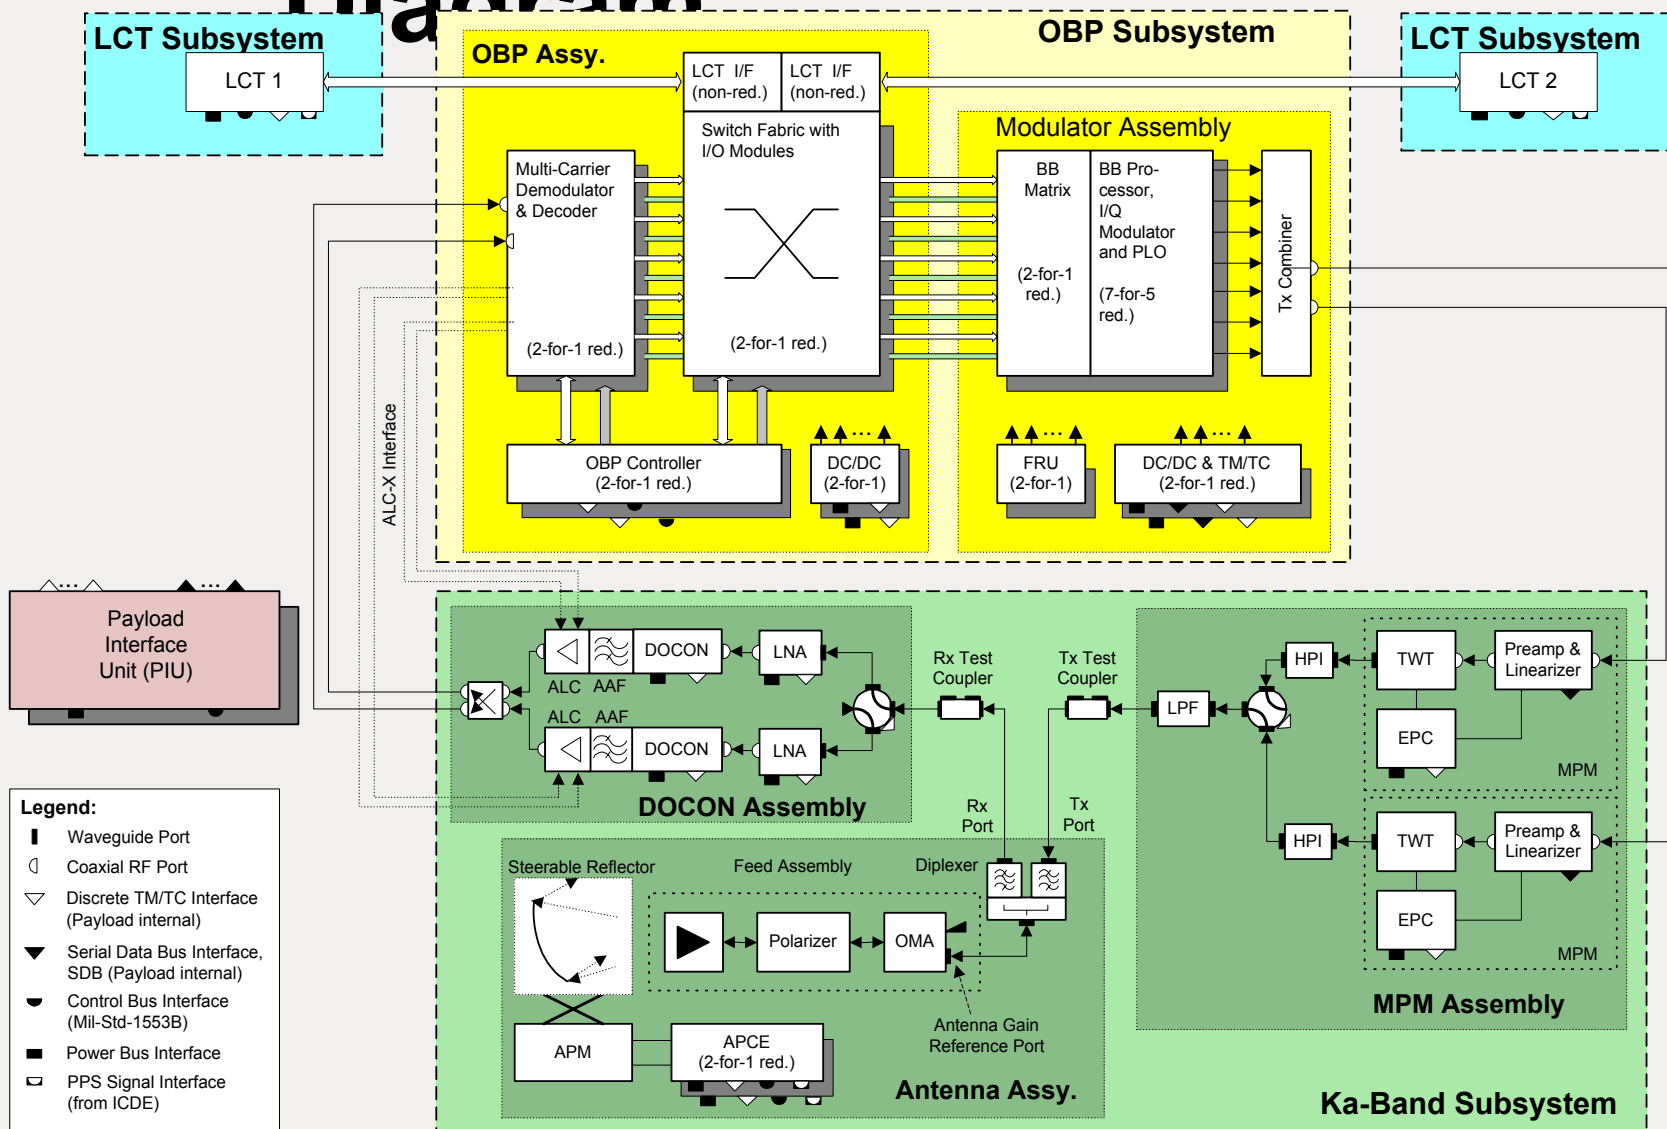 Diagram
LCT Subsystem
LCT 1
OBP Subsystem
OBP Assy.
LCT I/F
(non-red.)
LCT I/F
(non-red.)
LCT Subsystem
LCT 2
Switch Fabric with
I/O Modules
(2-for-1 red.)
Multi-Carrier
Demodulator
& Decoder
(2-for-1 red.)
Modulator Assembly
BB
Matrix
(2-for-1
red.)
BB Pro-
cessor,
I/Q
Modulator
and PLO
(7-for-5
red.)
Tx Combiner
OBP Controller
(2-for-1 red.)
...
DC/DC
(2-for-1)
...
FRU
(2-for-1)
...
DC/DC & TM/TC
(2-for-1 red.)
ALC-X Interface
... ...
Payload
Interface
Unit (PIU)
DOCON
LNA
ALC AAF
ALC AAF
DOCON
LNA
DOCON Assembly
Rx Test
Coupler
Tx Test
Coupler
LPF
HPI
TWT
Preamp &
Linearizer
EPC
MPM
HPI
TWT
Preamp &
Linearizer
EPC
MPM
MPM Assembly
Rx
Port
Tx
Port
Steerable Reflector
Feed Assembly
Diplexer
Polarizer
OMA
Antenna Gain
Reference Port
APM
APCE
(2-for-1 red.)
Antenna Assy.
Ka-Band Subsystem
Legend:
Waveguide Port
Coaxial RF Port
Discrete TM/TC Interface
(Payload internal)
Serial Data Bus Interface,
SDB (Payload internal)
Control Bus Interface
(Mil-Std-1553B)
Power Bus Interface
PPS Signal Interface
(from ICDE)